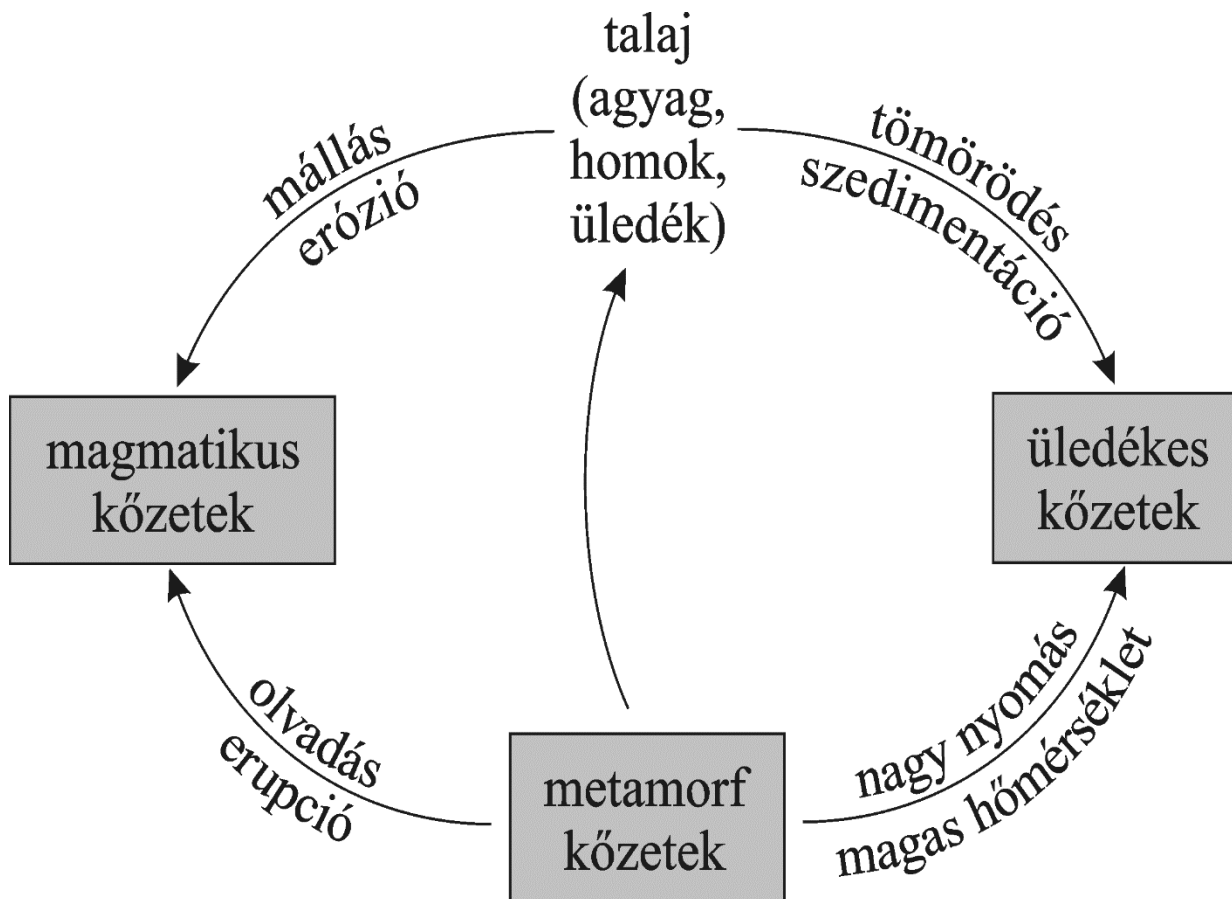 talaj
(agyag,
homok,
üledék)
mállás
erózió
tömörödés
szedimentáció
magmatikus
kőzetek
üledékes
kőzetek
olvadás
erupció
metamorf
kőzetek
nagy nyomás
magas hőmérséklet